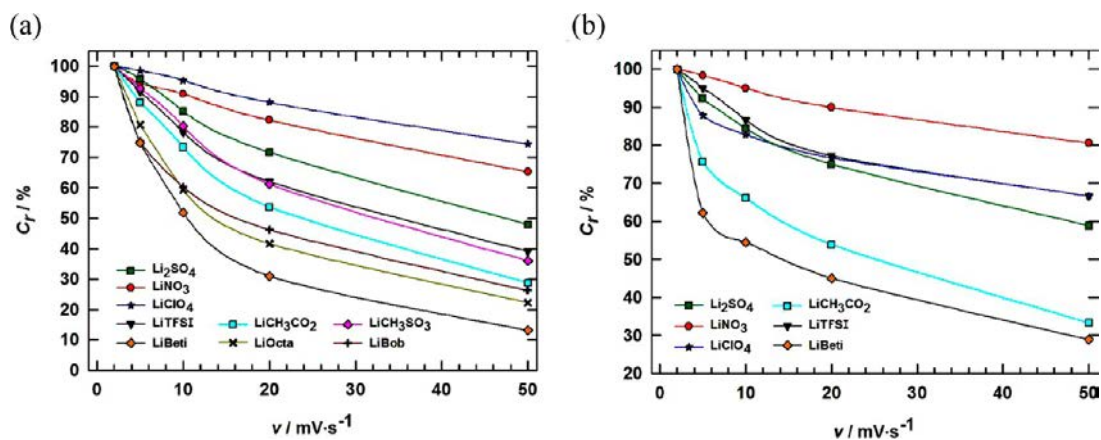 (a)
100
90
80
70
60
50
40
30
20
10
0
C_r / %
Li₂SO₄
LiNO₃
LiClO₄
LiTFSI
LiCH₃CO₂
LiCH₃SO₃
LiBeti
LiOcta
LiBob
0 10 20 30 40 50
v / mV·s⁻¹
(b)
100
90
80
70
60
50
40
30
20
C_r / %
Li₂SO₄
LiCH₃CO₂
LiNO₃
LiTFSI
LiClO₄
LiBeti
0 10 20 30 40 50
v / mV·s⁻¹